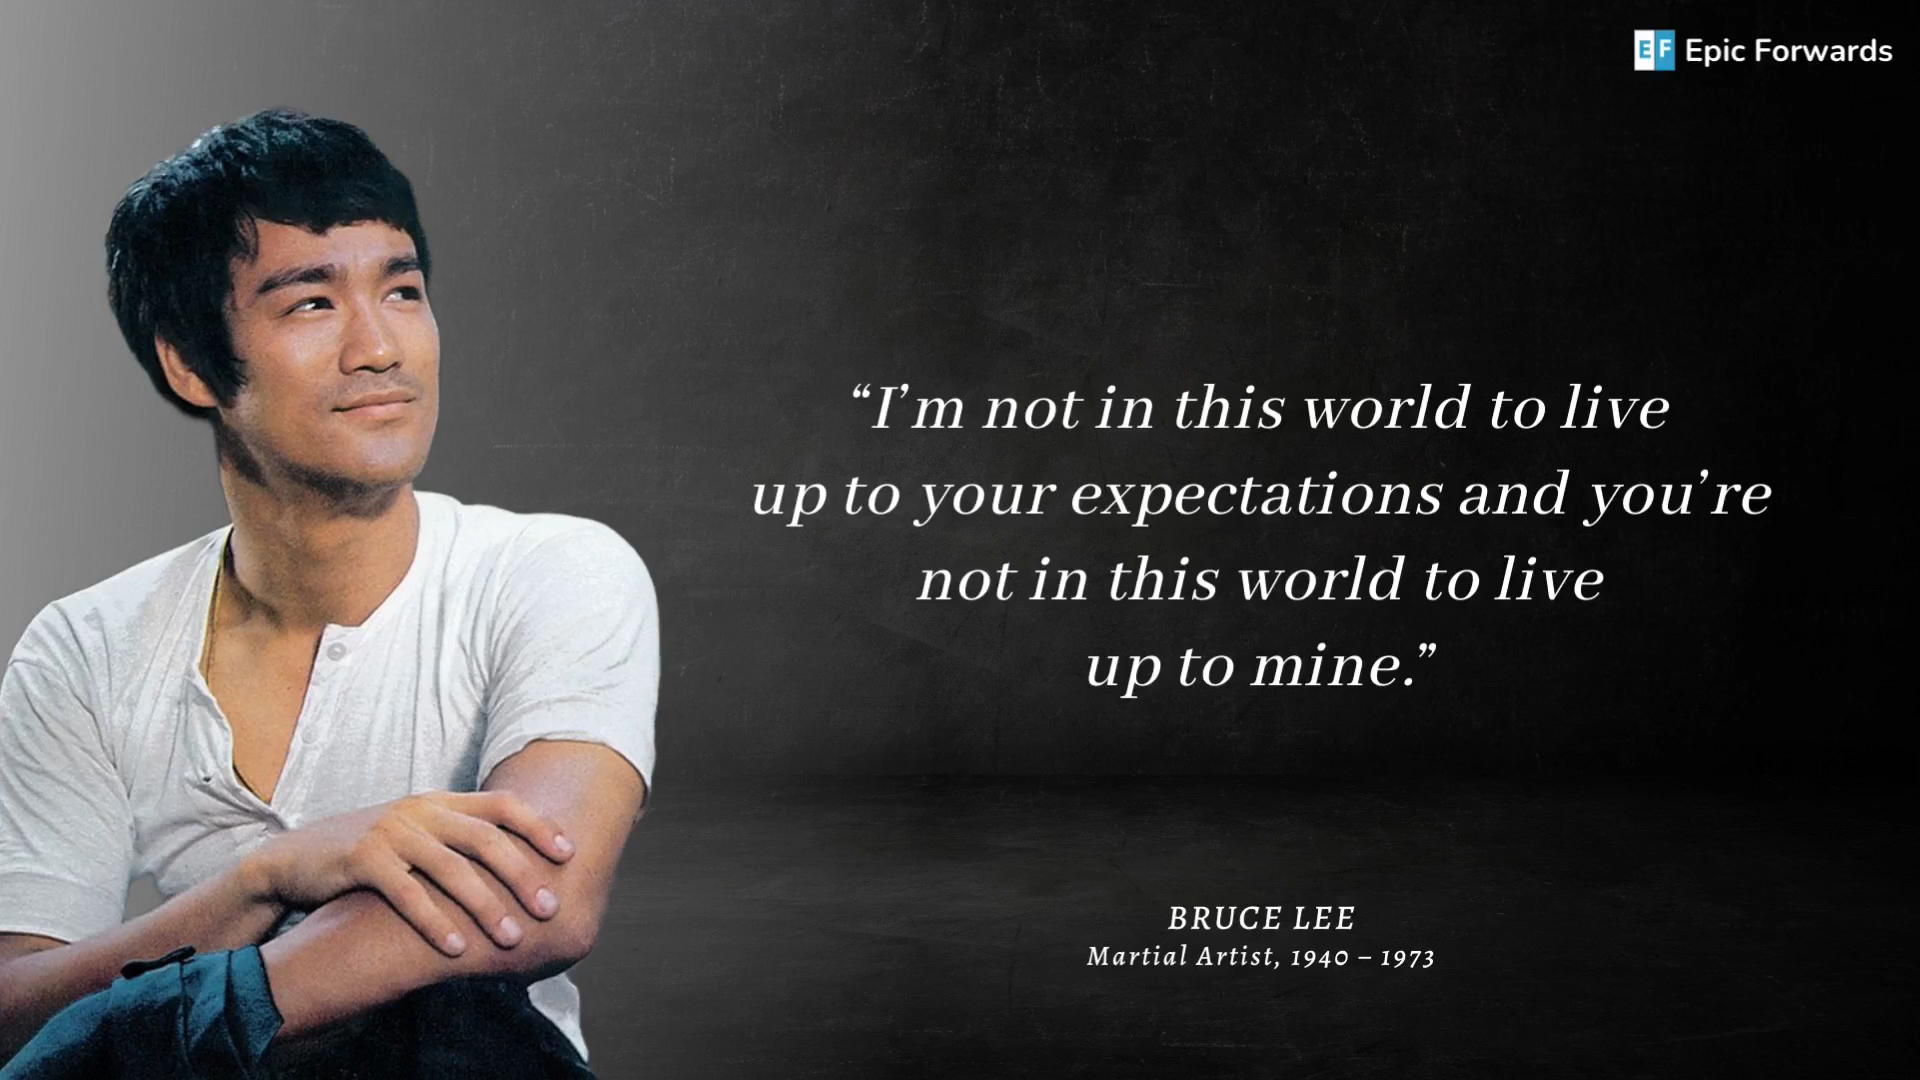 EF Epic Forwards
“I’m not in this world to live
up to your expectations and you’re
not in this world to live
up to mine.”
BRUCE LEE
Martial Artist, 1940 – 1973